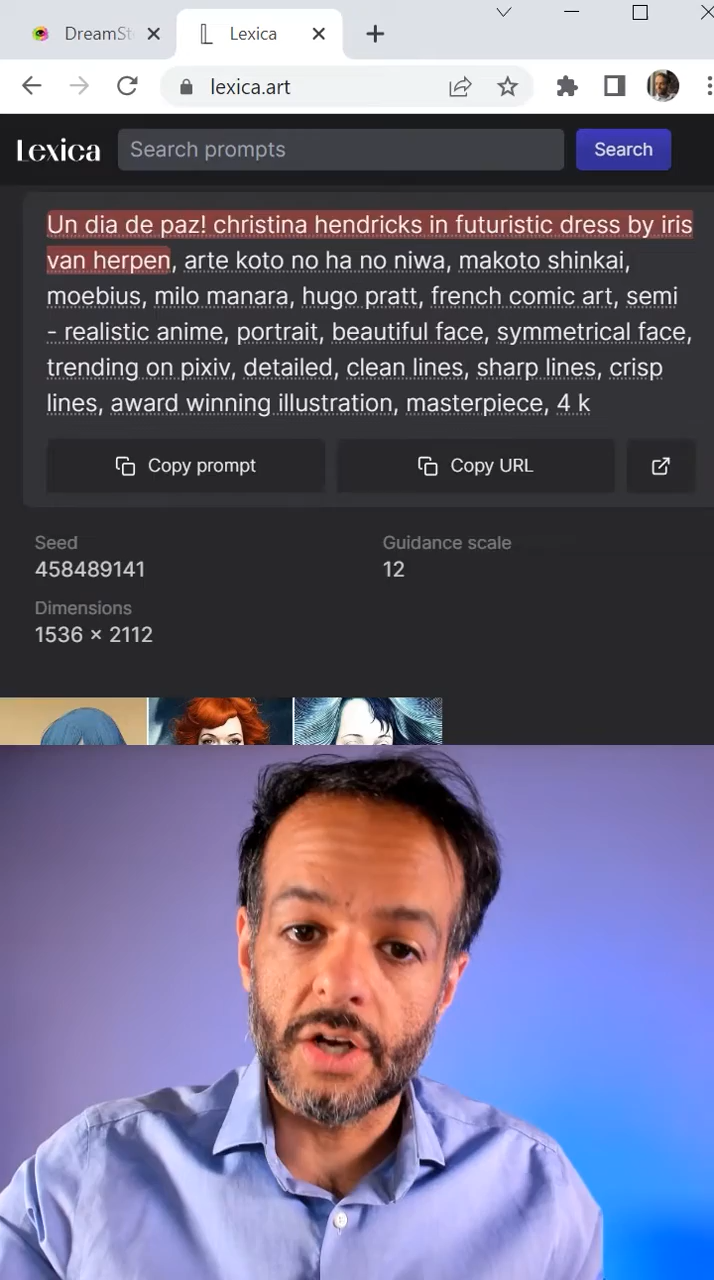 DreamSt
Lexica
lexica.art
Lexica
Search prompts
Search
Un dia de paz! christina hendricks in futuristic dress by iris
van herpen, arte koto no ha no niwa, makoto shinkai,
moebius, milo manara, hugo pratt, french comic art, semi
- realistic anime, portrait, beautiful face, symmetrical face,
trending on pixiv, detailed, clean lines, sharp lines, crisp
lines, award winning illustration, masterpiece, 4 k
Copy prompt
Copy URL
Seed
Guidance scale
458489141
12
Dimensions
1536 × 2112